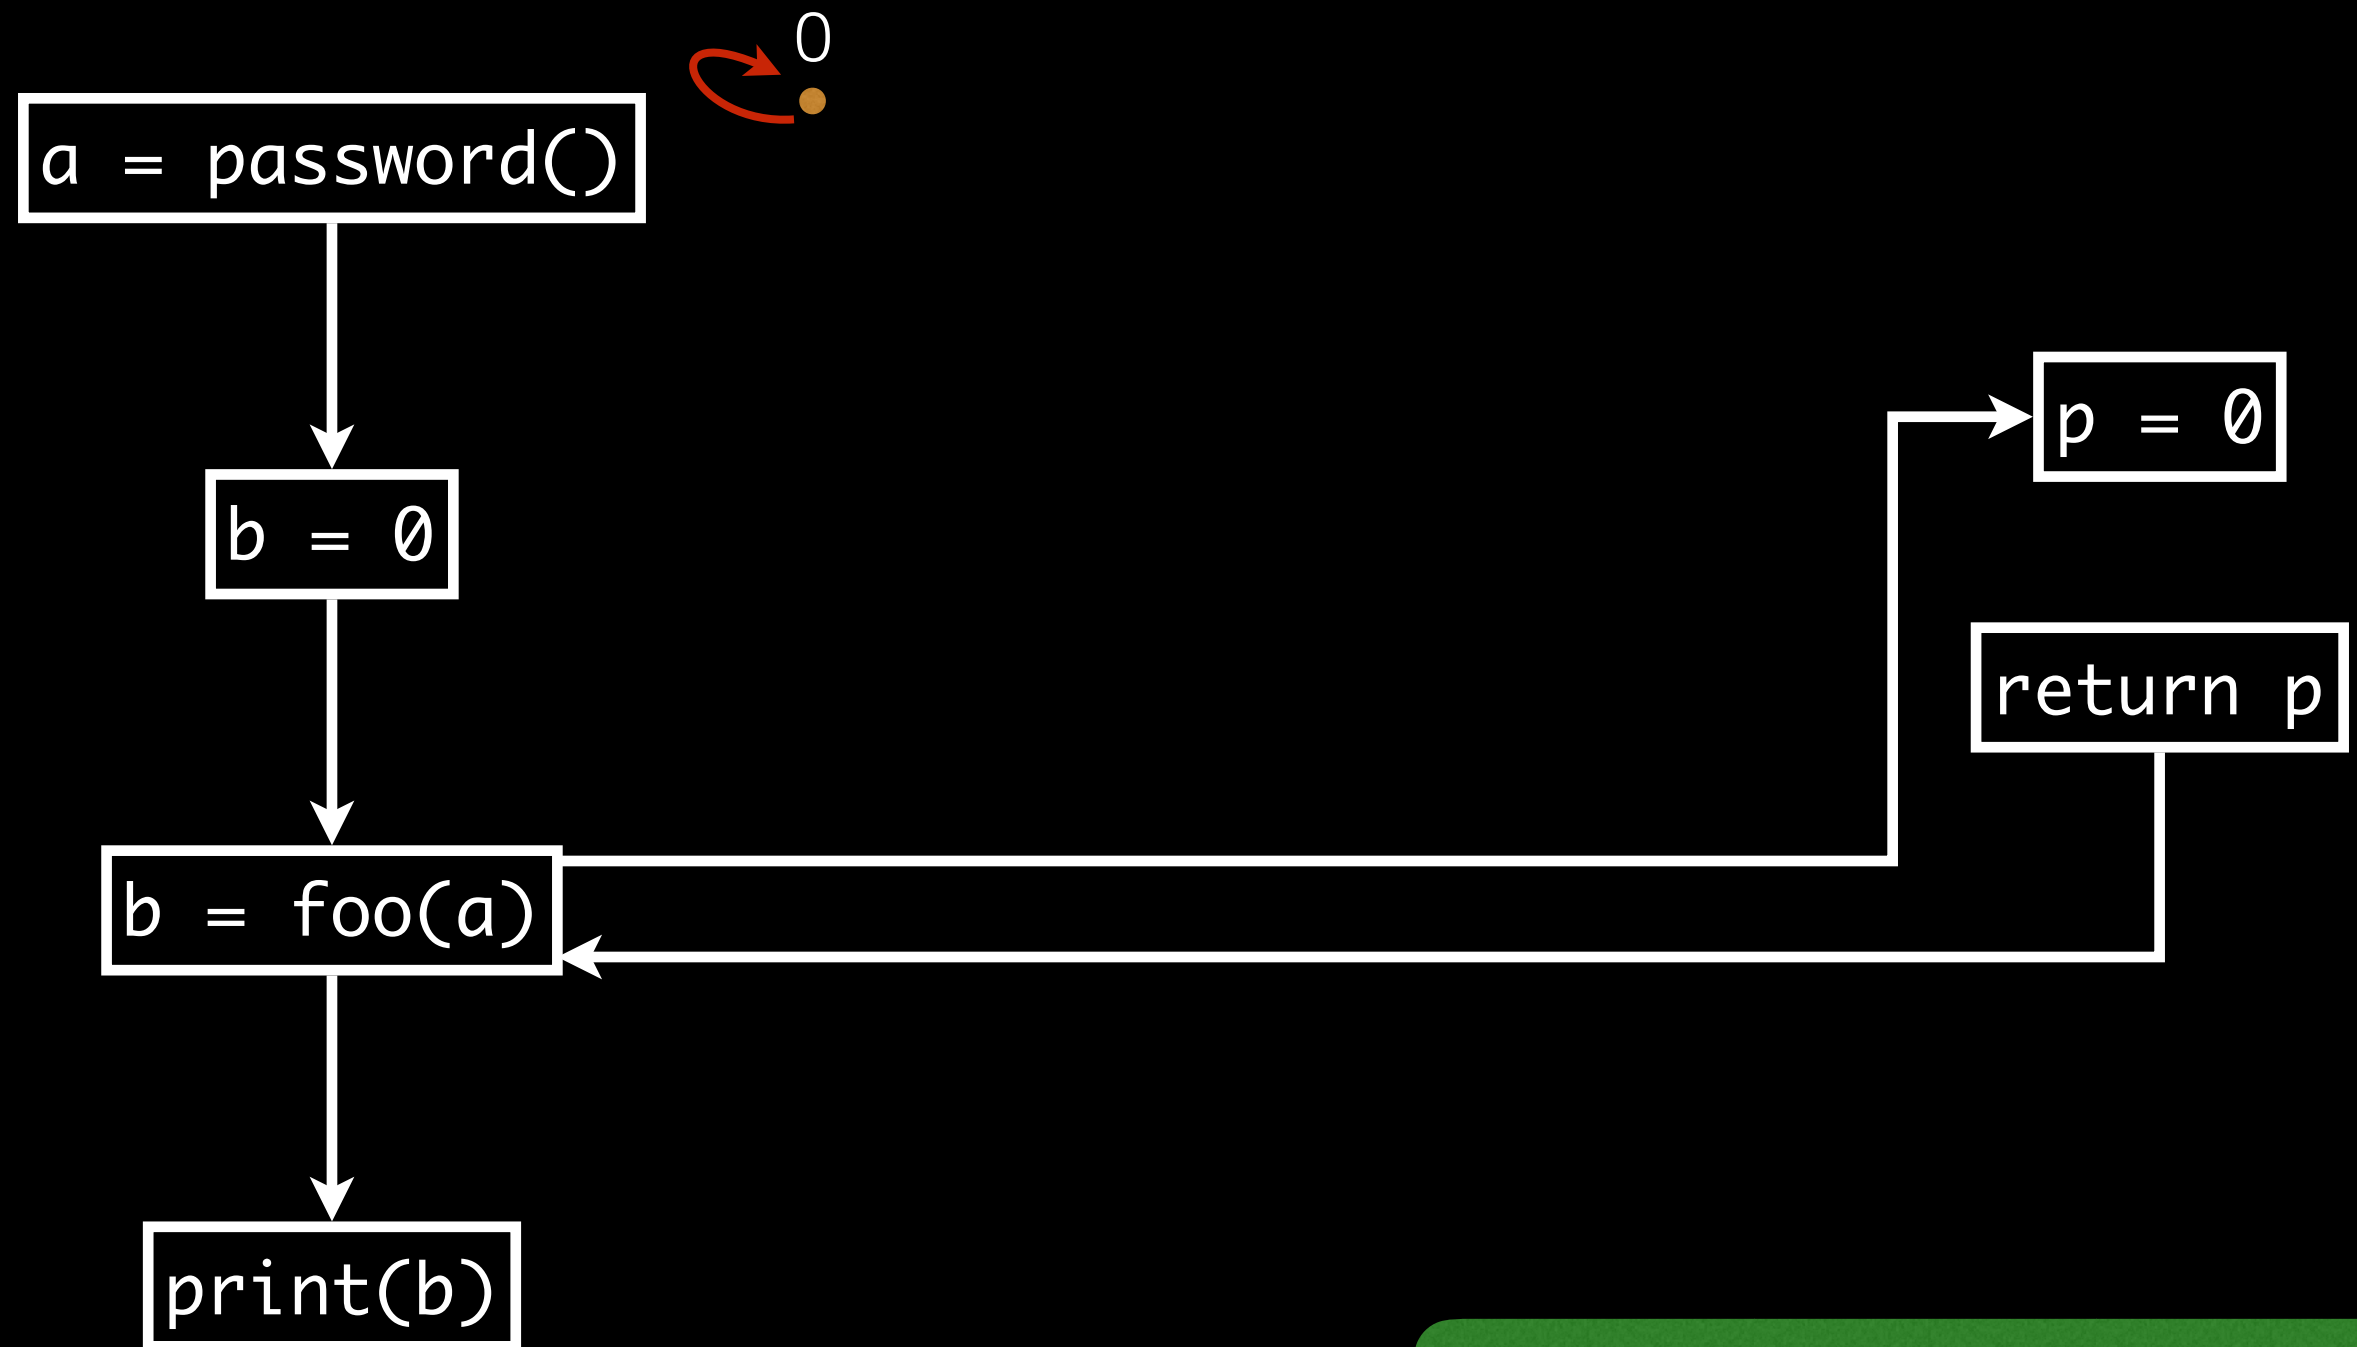 0
a = password()
b = 0
b = foo(a)
print(b)
p = 0
return p